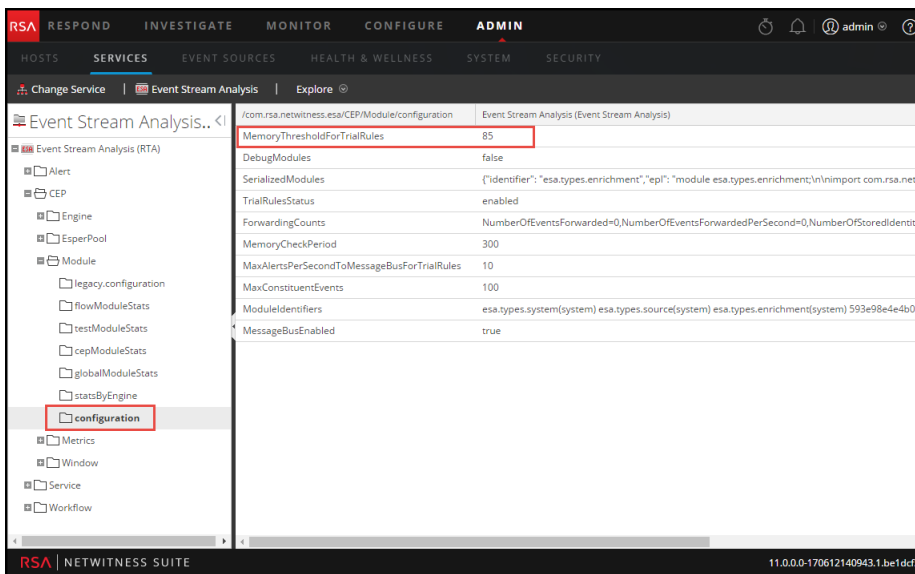 RSA RESPOND INVESTIGATE MONITOR CONFIGURE ADMIN admin
HOSTS SERVICES EVENT SOURCES HEALTH & WELLNESS SYSTEM SECURITY
Change Service | Event Stream Analysis | Explore
Event Stream Analysis..
Event Stream Analysis (RTA)
Alert
CEP
Engine
EsperPool
Module
legacy.configuration
flowModuleStats
testModuleStats
cepModuleStats
globalModuleStats
statsByEngine
configuration
Metrics
Window
Service
Workflow
/com.rsa.netwitness.esa/CEP/Module/configuration Event Stream Analysis (Event Stream Analysis)
MemoryThresholdForTrialRules 85
DebugModules false
SerializedModules {"identifier": "esa.types.enrichment","epl": "module esa.types.enrichment;\n\nimport com.rsa.net
TrialRulesStatus enabled
ForwardingCounts NumberOfEventsForwarded=0,NumberOfEventsForwardedPerSecond=0,NumberOfStoredIdentit
MemoryCheckPeriod 300
MaxAlertsPerSecondToMessageBusForTrialRules 10
MaxConstituentEvents 100
ModuleIdentifiers esa.types.system(system) esa.types.source(system) esa.types.enrichment(system) 593e98e4e4b0
MessageBusEnabled true
RSA | NETWITNESS SUITE 11.0.0.0-170612140943.1.be1dcf